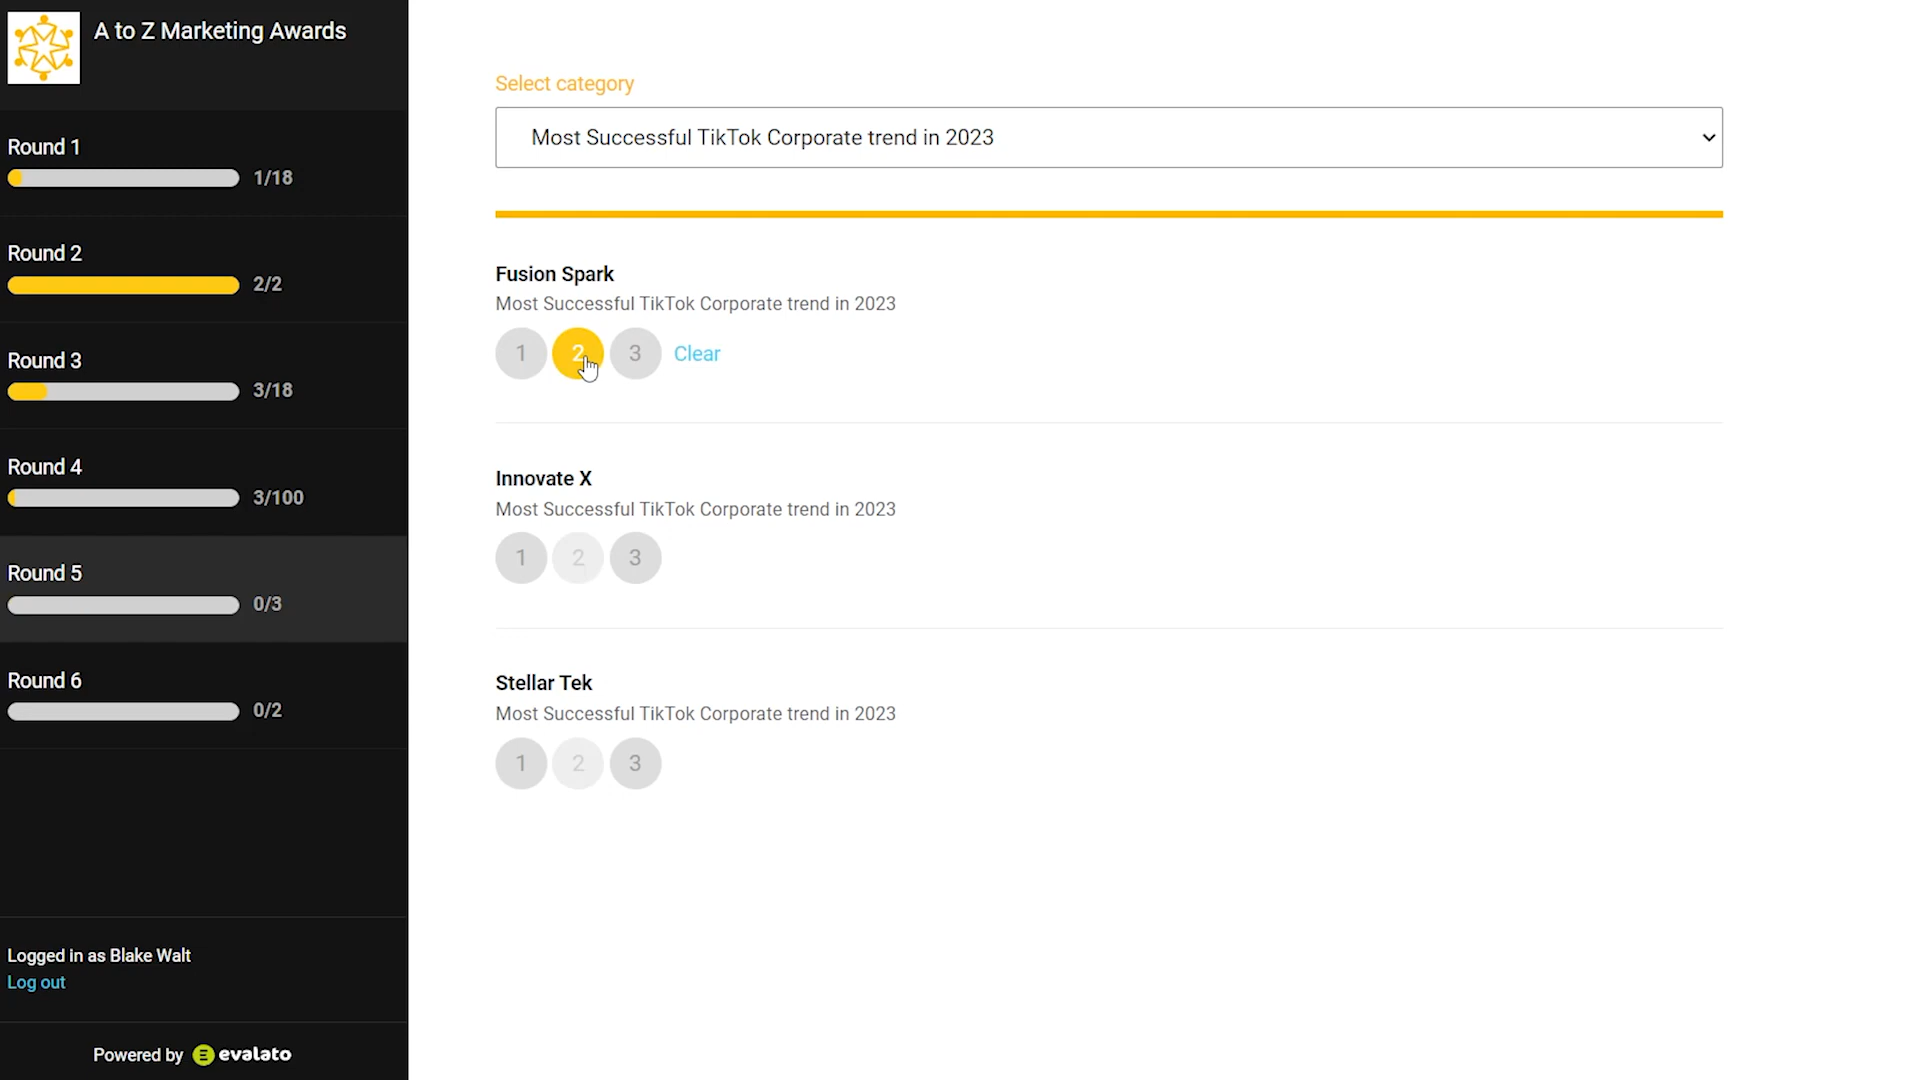 A to Z Marketing Awards
Round 1
1/18
Round 2
2/2
Round 3
3/18
Round 4
3/100
Round 5
0/3
Round 6
0/2
Logged in as Blake Walt
Log out
Powered by evalato
Select category
Most Successful TikTok Corporate trend in 2023
Fusion Spark
Most Successful TikTok Corporate trend in 2023
1 2 3 Clear
Innovate X
Most Successful TikTok Corporate trend in 2023
1 2 3
Stellar Tek
Most Successful TikTok Corporate trend in 2023
1 2 3